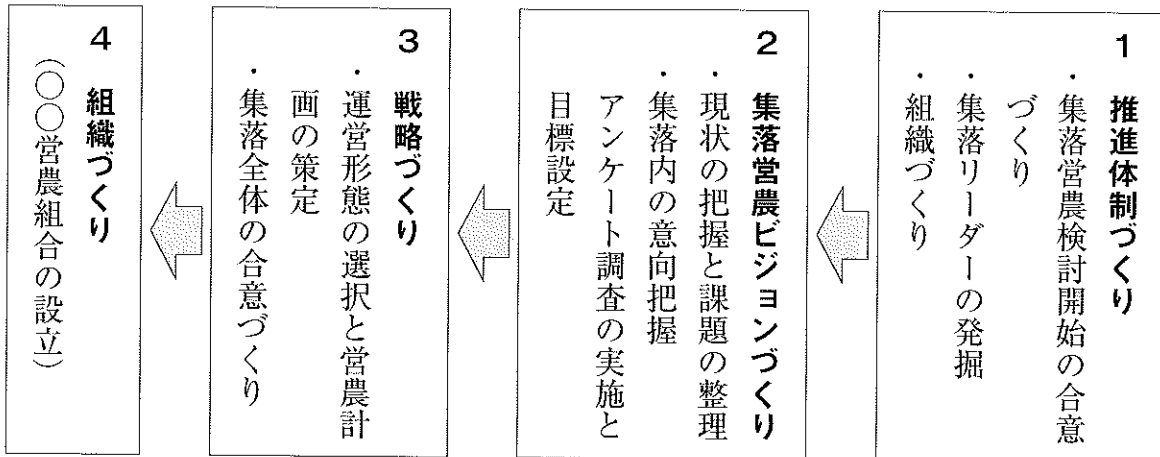 1 推進体制づくり
・集落営農検討開始の合意
づくり
・集落リーダーの発掘
・組織づくり
2 集落営農ビジョンづくり
・現状の把握と課題の整理
・集落内の意向把握
アンケート調査の実施と
目標設定
3 戦略づくり
・運営形態の選択と営農計
画の策定
・集落全体の合意づくり
4 組織づくり
(〇〇営農組合の設立)